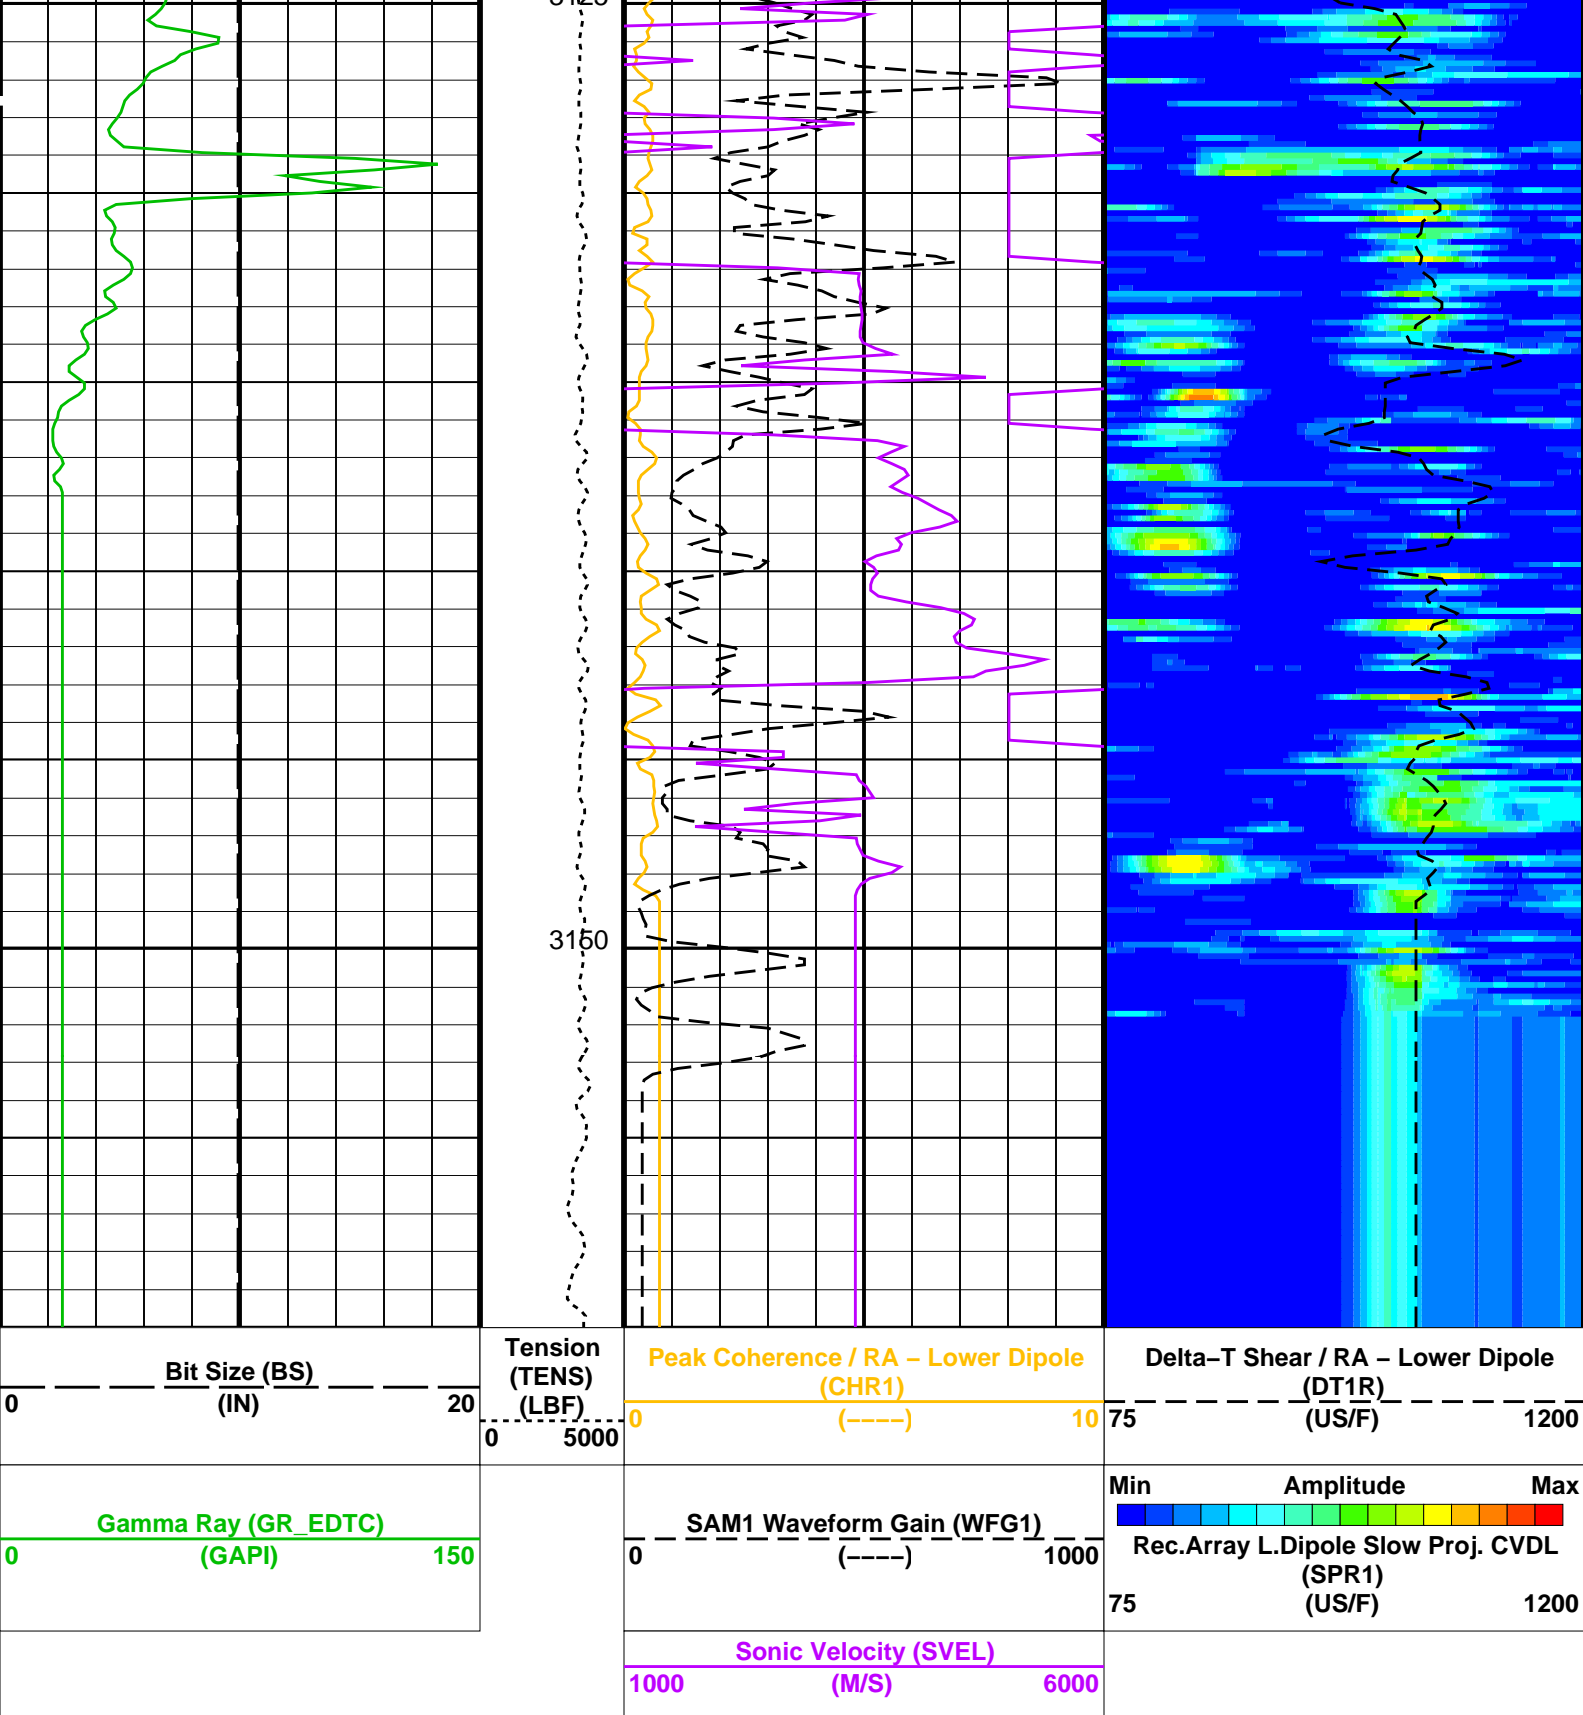 3125
3150
Bit Size (BS)
0 (IN) 20
Gamma Ray (GR_EDTC)
0 (GAPI) 150
Tension
(TENS)
(LBF)
0 5000
Peak Coherence / RA – Lower Dipole
(CHR1)
0 (––––) 10
SAM1 Waveform Gain (WFG1)
0 (––––) 1000
Sonic Velocity (SVEL)
1000 (M/S) 6000
Delta–T Shear / RA – Lower Dipole
(DT1R)
75 (US/F) 1200
Min Amplitude Max
Rec.Array L.Dipole Slow Proj. CVDL
(SPR1)
75 (US/F) 1200